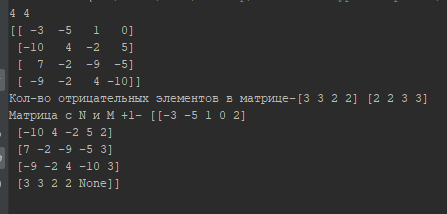 4 4
[[ -3  -5   1   0]
 [-10   4  -2   5]
 [  7  -2  -9  -5]
 [ -9  -2   4 -10]]
Кол-во отрицательных элементов в матрице-[3 3 2 2] [2 2 3 3]
Матрица с N и M +1- [[-3 -5 1 0 2]
 [-10 4 -2 5 2]
 [7 -2 -9 -5 3]
 [-9 -2 4 -10 3]
 [3 3 2 2 None]]